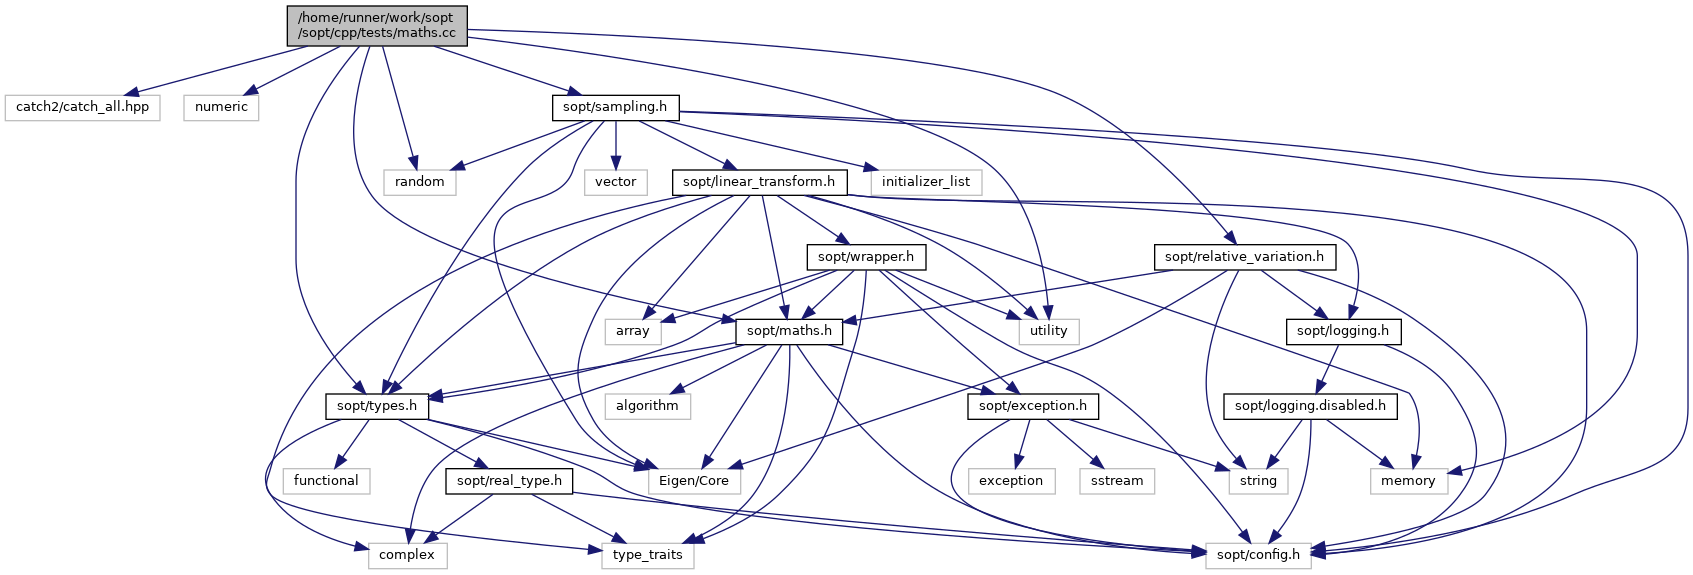 /home/runner/work/sopt
/sopt/cpp/tests/maths.cc
catch2/catch_all.hpp
numeric
sopt/sampling.h
random
vector
sopt/linear_transform.h
initializer_list
sopt/wrapper.h
sopt/relative_variation.h
array
sopt/maths.h
utility
sopt/logging.h
sopt/types.h
algorithm
sopt/exception.h
sopt/logging.disabled.h
functional
sopt/real_type.h
Eigen/Core
exception
sstream
string
memory
complex
type_traits
sopt/config.h